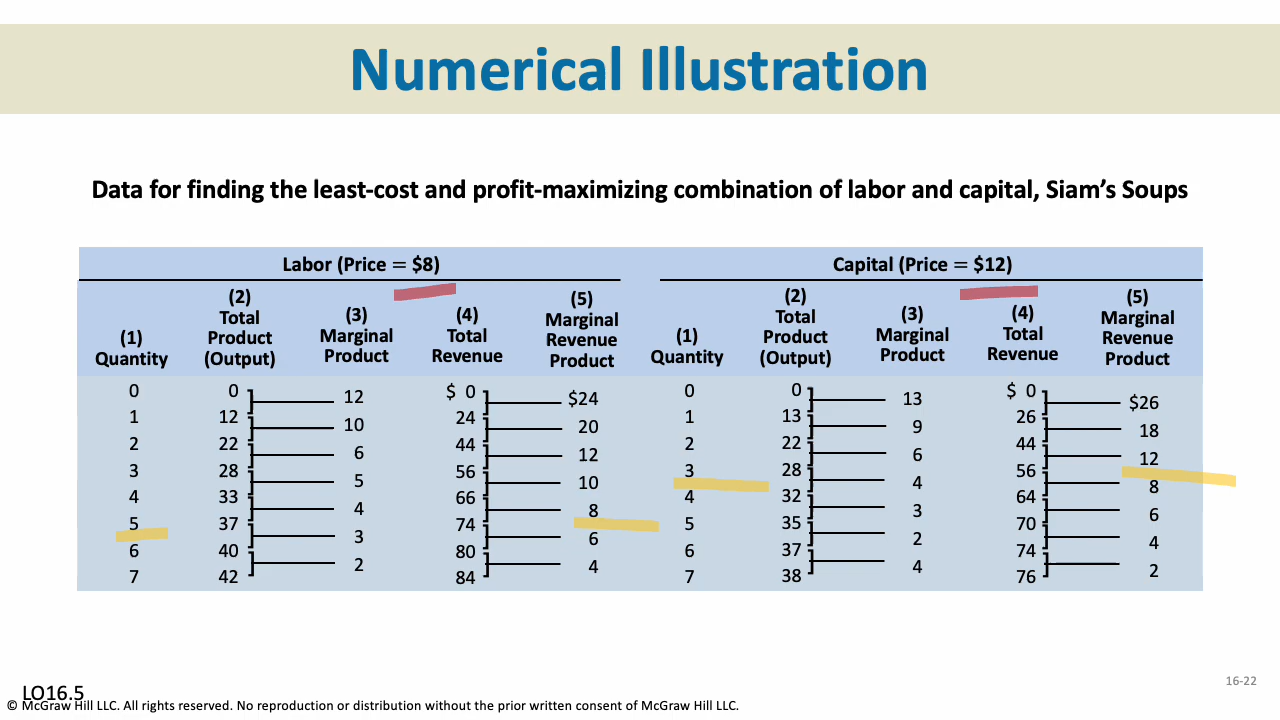 Numerical Illustration
Data for finding the least-cost and profit-maximizing combination of labor and capital, Siam’s Soups
Labor (Price = $8) Capital (Price = $12)
(1) Quantity (2) Total Product (Output) (3) Marginal Product (4) Total Revenue (5) Marginal Revenue Product (1) Quantity (2) Total Product (Output) (3) Marginal Product (4) Total Revenue (5) Marginal Revenue Product
0 0 12 $ 0 $24 0 0 13 $ 0 $26
1 12 10 24 20 1 13 9 26 18
2 22 6 44 12 2 22 6 44 12
3 28 5 56 10 3 28 4 56 8
4 33 4 66 8 4 32 3 64 6
5 37 3 74 6 5 35 2 70 4
6 40 2 80 4 6 37 4 74 2
7 42 84 7 38 76
16-22
LO16.5
© McGraw Hill LLC. All rights reserved. No reproduction or distribution without the prior written consent of McGraw Hill LLC.